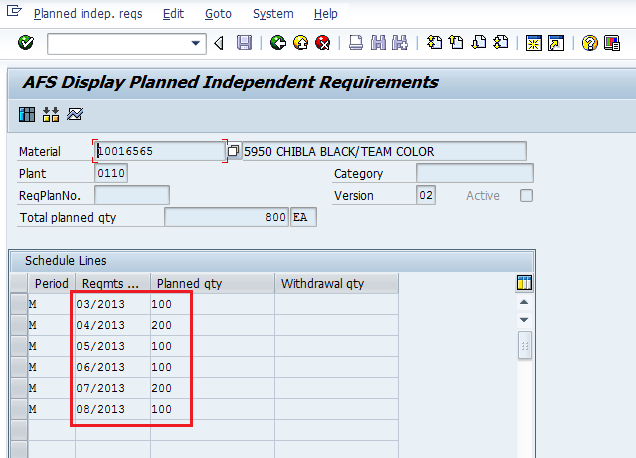 Planned indep. reqs Edit Goto System Help
AFS Display Planned Independent Requirements
Material 10016565 5950 CHIBLA BLACK/TEAM COLOR
Plant 0110 Category
ReqPlanNo. Version 02 Active
Total planned qty 800 EA
Schedule Lines
Period Reqmts ... Planned qty Withdrawal qty
M 03/2013 100
M 04/2013 200
M 05/2013 100
M 06/2013 100
M 07/2013 200
M 08/2013 100